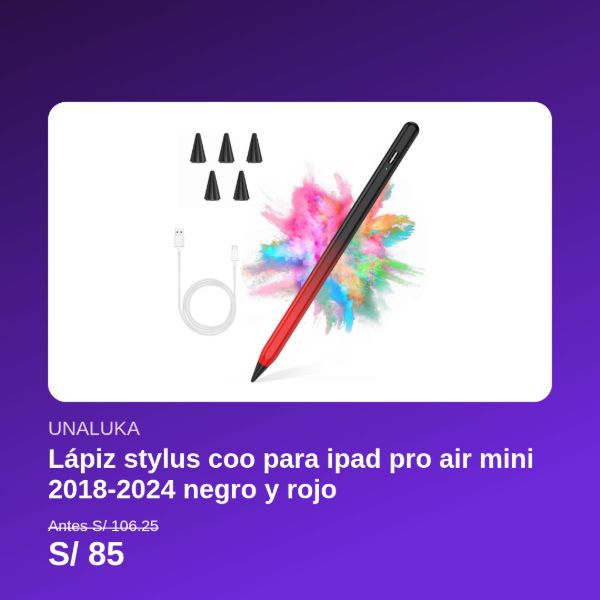 UNALUKA
Lápiz stylus coo para ipad pro air mini
2018-2024 negro y rojo
Antes S/ 106.25
S/ 85